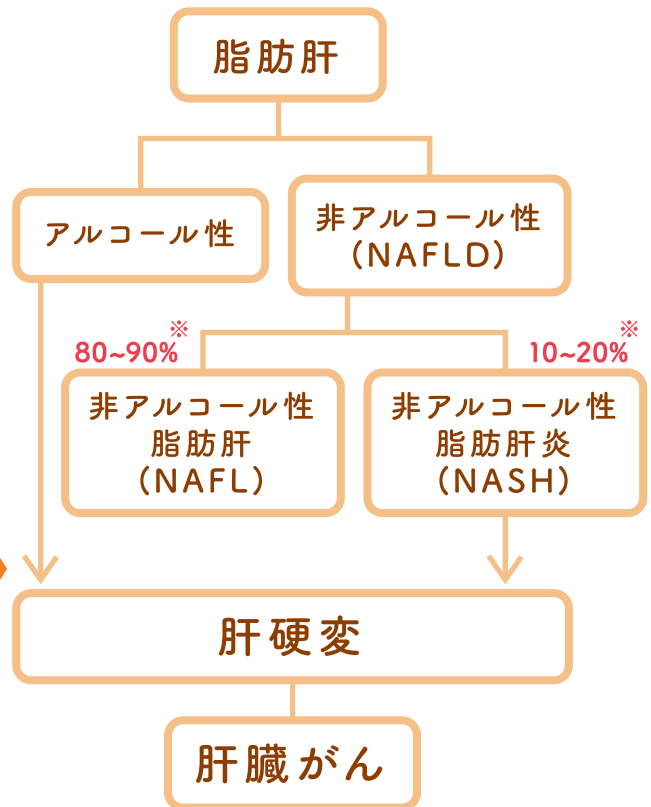 脂肪肝
アルコール性
非アルコール性
(NAFLD)
80~90%※
10~20%※
非アルコール性
脂肪肝
(NAFL)
非アルコール性
脂肪肝炎
(NASH)
肝硬変
肝臓がん